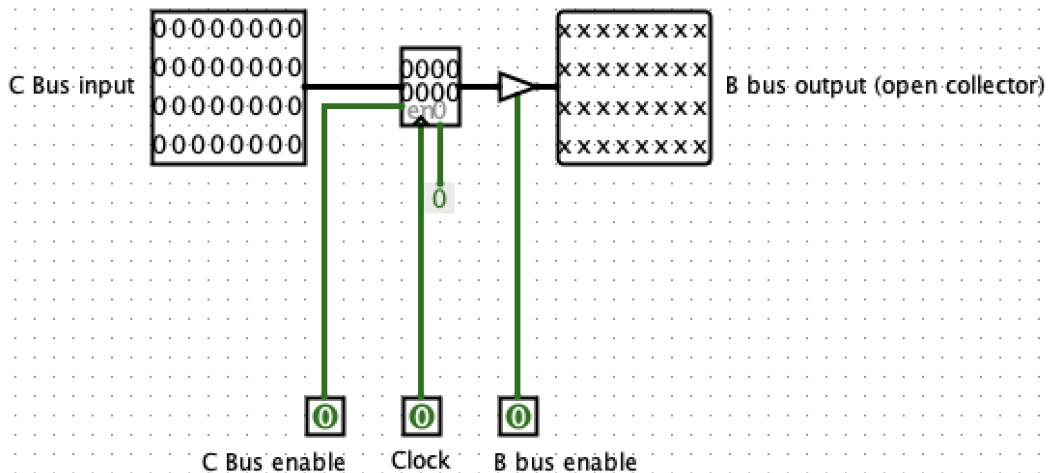 00000000
00000000
00000000
00000000
C Bus input
0000
0000
en0
xxxxxxxx
xxxxxxxx
xxxxxxxx
xxxxxxxx
B bus output (open collector)
0
0
0
0
C Bus enable
Clock
B bus enable